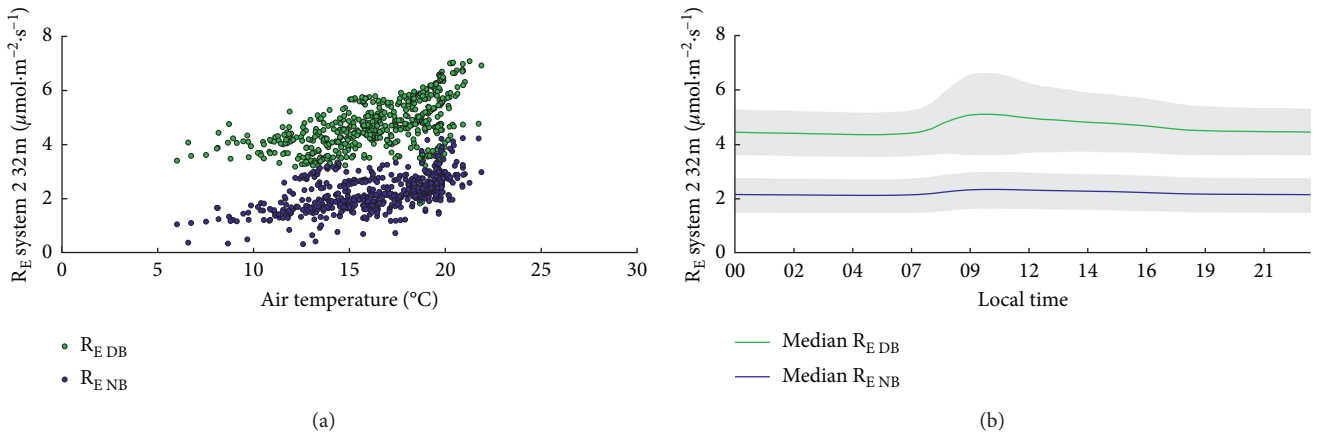 R_E system 2 32 m (μmol·m⁻²·s⁻¹)
8
6
4
2
0
0
5
10
15
20
25
30
Air temperature (°C)
R_E DB
R_E NB
(a)
R_E system 2 32 m (μmol·m⁻²·s⁻¹)
8
6
4
2
0
00
02
04
07
09
12
14
16
19
21
Local time
Median R_E DB
Median R_E NB
(b)